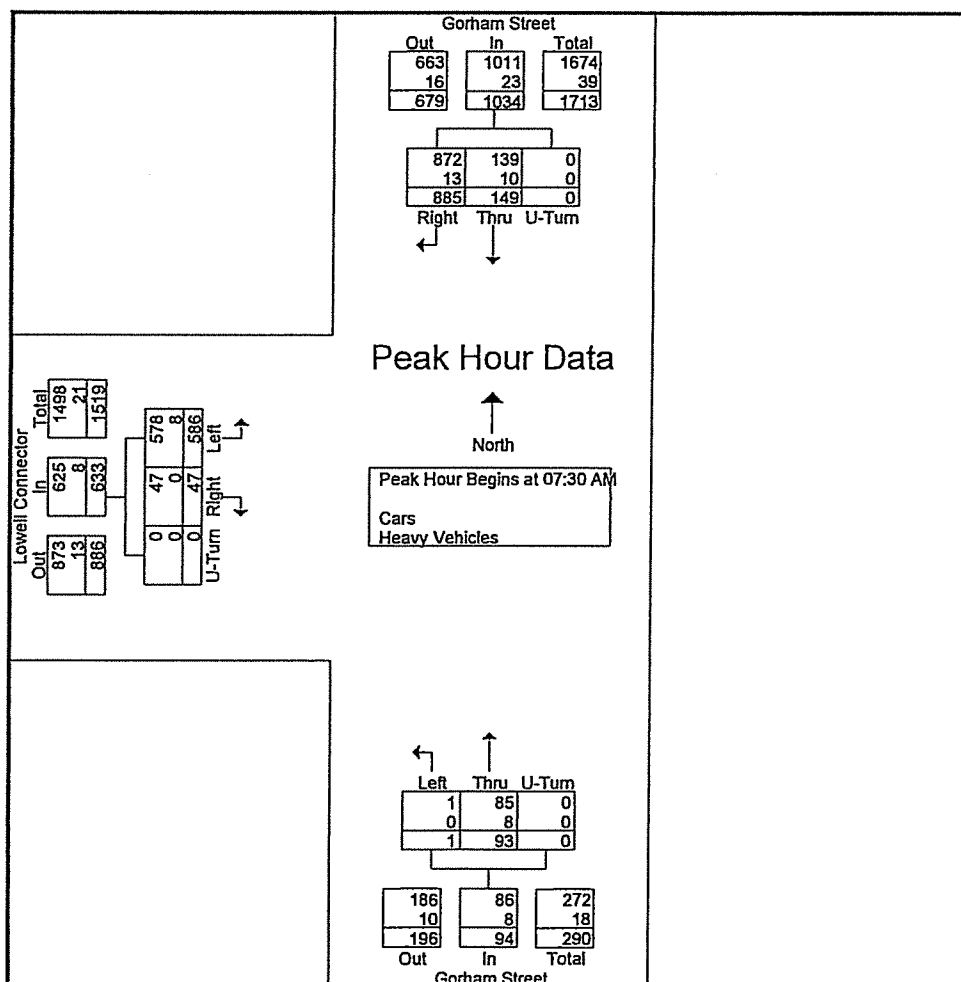 Gorham Street
Out In Total
663 1011 1674
16 23 39
679 1034 1713
872 139 0
13 10 0
885 149 0
Right Thru U-Turn
Peak Hour Data
North
Peak Hour Begins at 07:30 AM
Cars
Heavy Vehicles
Lowell Connector
Out In Total
873 625 1498
13 8 21
886 633 1519
0 47 578
0 0 8
0 47 586
U-Turn Right Left
Left Thru U-Turn
1 85 0
0 8 0
1 93 0
186 86 272
10 8 18
196 94 290
Out In Total
Gorham Street